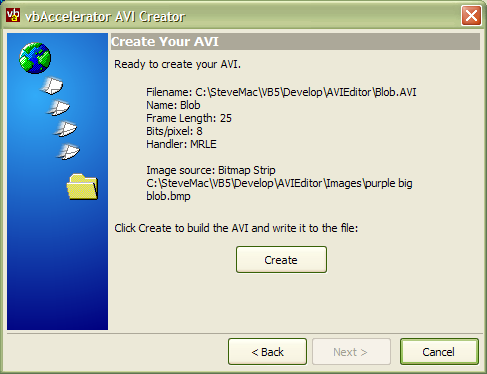 vbAccelerator AVI Creator
Create Your AVI
Ready to create your AVI.
Filename: C:\SteveMac\VB5\Develop\AVIEditor\Blob.AVI
Name: Blob
Frame Length: 25
Bits/pixel: 8
Handler: MRLE
Image source: Bitmap Strip
C:\SteveMac\VB5\Develop\AVIEditor\Images\purple big
blob.bmp
Click Create to build the AVI and write it to the file:
Create
< Back
Next >
Cancel